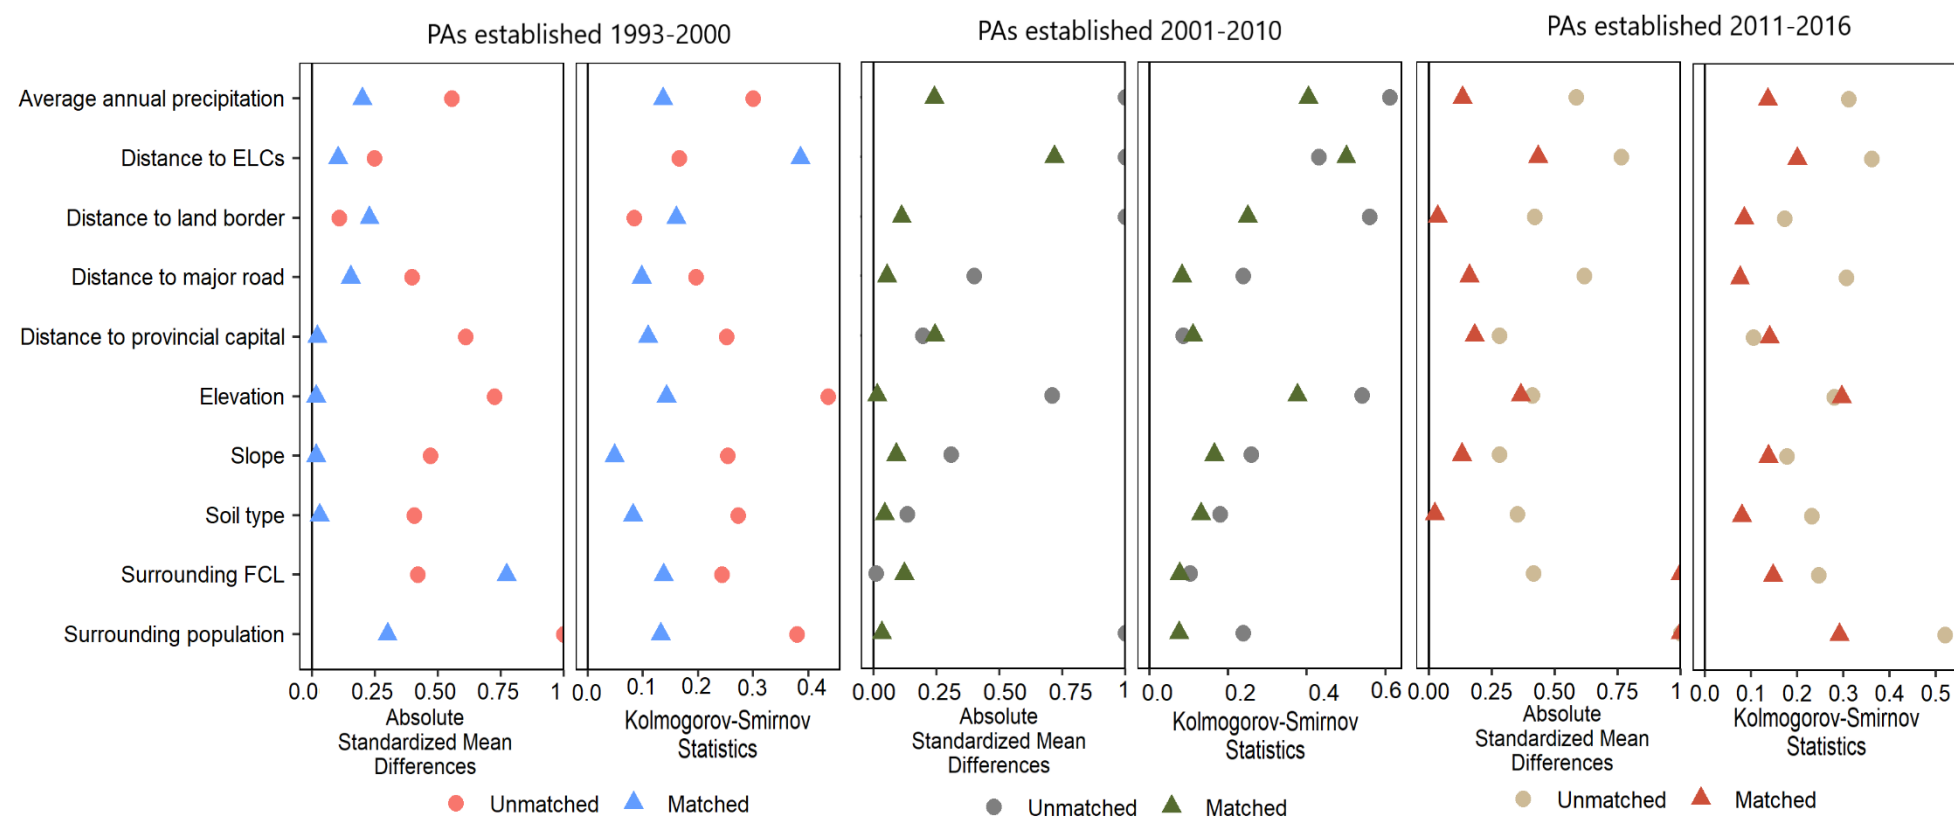 PAs established 1993-2000
PAs established 2001-2010
PAs established 2011-2016
Average annual precipitation
Distance to ELCs
Distance to land border
Distance to major road
Distance to provincial capital
Elevation
Slope
Soil type
Surrounding FCL
Surrounding population
0.0 0.25 0.50 0.75 1
0.0 0.1 0.2 0.3 0.4
0.00 0.25 0.50 0.75 1
0.0 0.2 0.4 0.6
0.00 0.25 0.50 0.75 1
0.0 0.1 0.2 0.3 0.4 0.5
Absolute
Standardized Mean
Differences
Kolmogorov-Smirnov
Statistics
Absolute
Standardized Mean
Differences
Kolmogorov-Smirnov
Statistics
Absolute
Standardized Mean
Differences
Kolmogorov-Smirnov
Statistics
Unmatched Matched
Unmatched Matched
Unmatched Matched